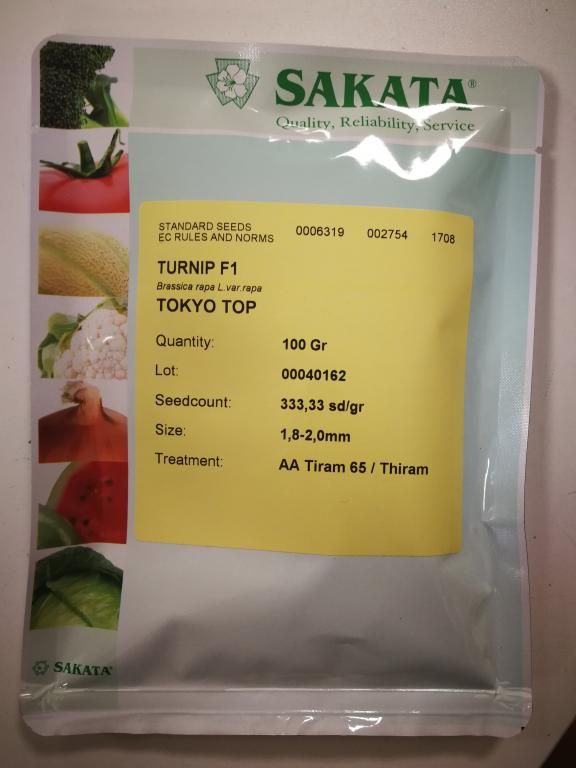 SAKATA®
Quality, Reliability, Service
STANDARD SEEDS 0006319 002754 1708
EC RULES AND NORMS
TURNIP F1
Brassica rapa L.var.rapa
TOKYO TOP
Quantity: 100 Gr
Lot: 00040162
Seedcount: 333,33 sd/gr
Size: 1,8-2,0mm
Treatment: AA Tiram 65 / Thiram
SAKATA®